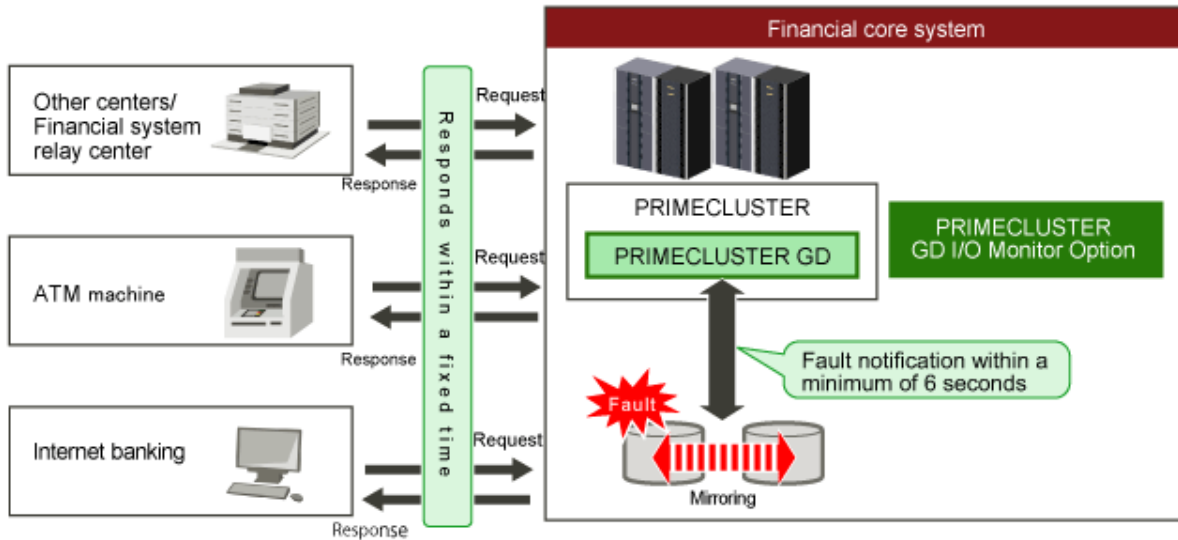 Financial core system
Other centers/
Financial system
relay center
Request
Response
ATM machine
Request
Response
Internet banking
Request
Response
Responds within a fixed time
PRIMECLUSTER
PRIMECLUSTER GD
PRIMECLUSTER
GD I/O Monitor Option
Fault notification within a
minimum of 6 seconds
Fault
Mirroring